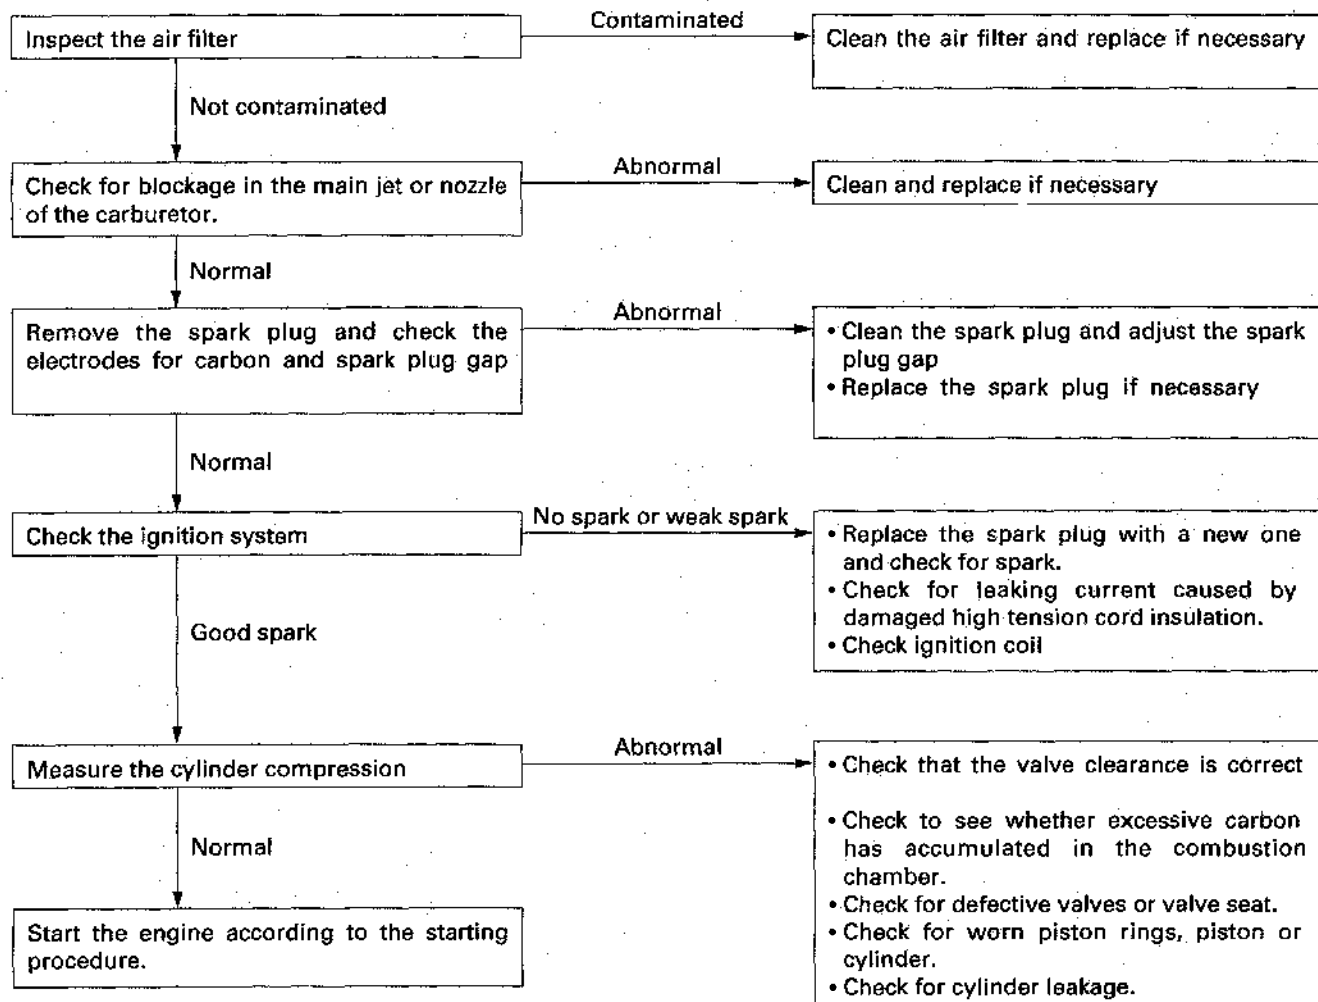 Contaminated
Inspect the air filter
Clean the air filter and replace if necessary
Not contaminated
Abnormal
Check for blockage in the main jet or nozzle
of the carburetor.
Clean and replace if necessary
Normal
Abnormal
Remove the spark plug and check the
electrodes for carbon and spark plug gap
• Clean the spark plug and adjust the spark
plug gap
• Replace the spark plug if necessary
Normal
No spark or weak spark
Check the ignition system
• Replace the spark plug with a new one
and check for spark.
• Check for leaking current caused by
damaged high tension cord insulation.
• Check ignition coil
Good spark
Abnormal
Measure the cylinder compression
• Check that the valve clearance is correct
• Check to see whether excessive carbon
has accumulated in the combustion
chamber.
• Check for defective valves or valve seat.
• Check for worn piston rings, piston or
cylinder.
• Check for cylinder leakage.
Normal
Start the engine according to the starting
procedure.